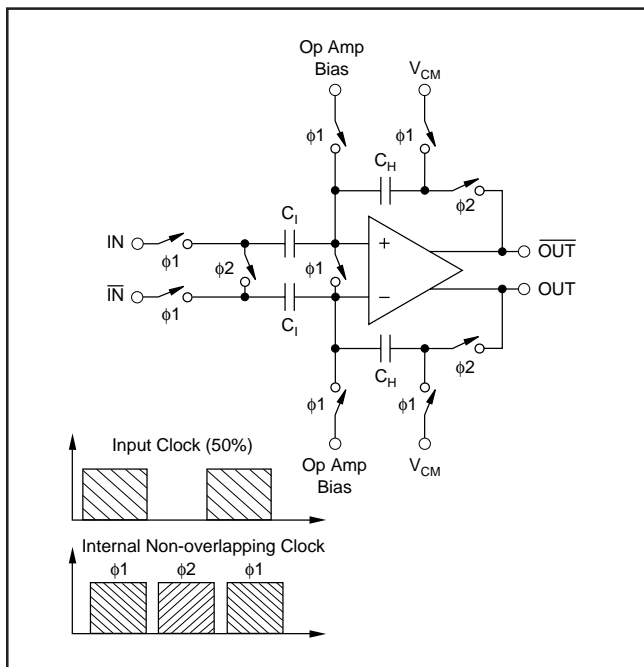 Op Amp
Bias
V_CM
φ1
φ1
C_H
φ2
IN
φ1
C_I
φ2
φ1
+
OUT̅
I̅N̅
φ1
C_I
−
OUT
φ1
C_H
φ1
φ2
Op Amp
Bias
V_CM
Input Clock (50%)
Internal Non-overlapping Clock
φ1 φ2 φ1